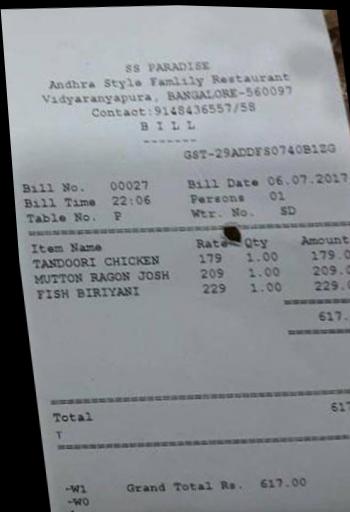 SS PARADISE
Andhra Style Famlily Restaurant
Vidyaranyapura, BANGALORE-560097
Contact:9148436557/58
B I L L
-------
GST-29ADDFS0740B1ZG
Bill No. 00027 Bill Date 06.07.2017
Bill Time 22:06 Persons 01
Table No. P Wtr. No. SD
Item Name Rate Qty Amount
TANDOORI CHICKEN 179 1.00 179.0
MUTTON RAGON JOSH 209 1.00 209.0
FISH BIRIYANI 229 1.00 229.0
617.
Total 617
T
-W1 Grand Total Rs. 617.00
-W0